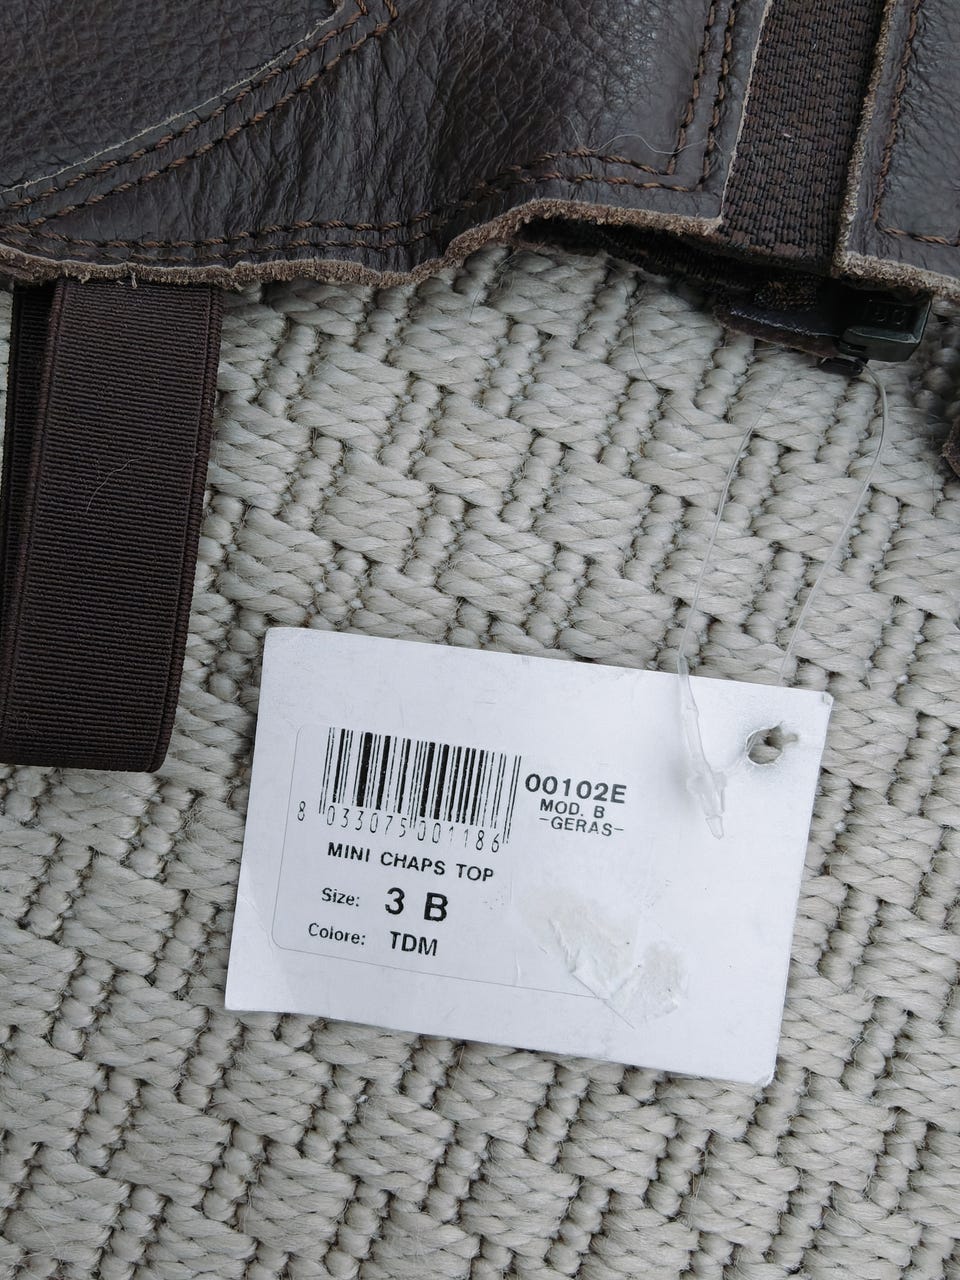 00102E
MOD. B
-GERAS-
8 033075 001186
MINI CHAPS TOP
Size: 3 B
Colore: TDM